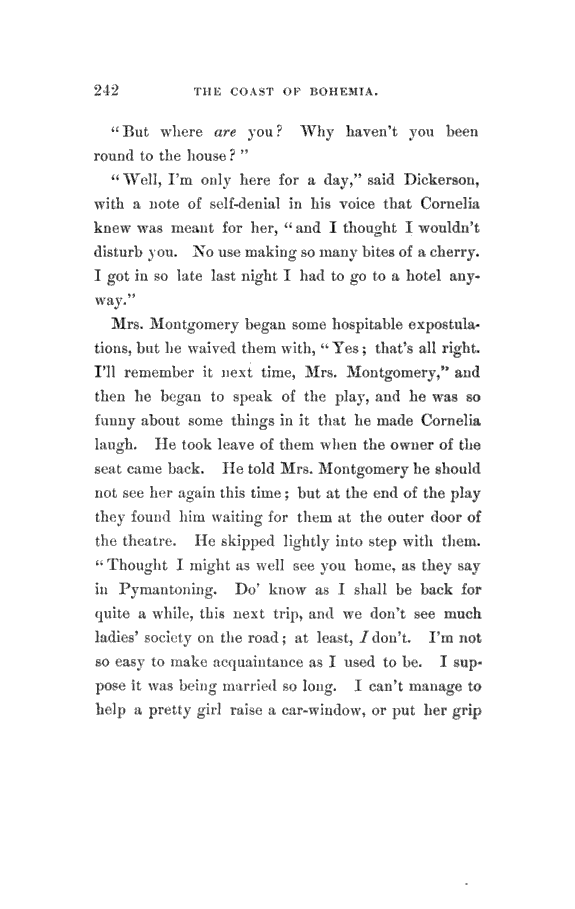 242 THE COAST OF BOHEMIA.
"But where are you? Why haven't you been
round to the house?"
"Well, I'm only here for a day," said Dickerson,
with a note of self-denial in his voice that Cornelia
knew was meant for her, "and I thought I wouldn't
disturb you. No use making so many bites of a cherry.
I got in so late last night I had to go to a hotel any-
way."
Mrs. Montgomery began some hospitable expostula-
tions, but he waived them with, "Yes; that's all right.
I'll remember it next time, Mrs. Montgomery," and
then he began to speak of the play, and he was so
funny about some things in it that he made Cornelia
laugh. He took leave of them when the owner of the
seat came back. He told Mrs. Montgomery he should
not see her again this time; but at the end of the play
they found him waiting for them at the outer door of
the theatre. He skipped lightly into step with them.
"Thought I might as well see you home, as they say
in Pymantoning. Do' know as I shall be back for
quite a while, this next trip, and we don't see much
ladies' society on the road; at least, I don't. I'm not
so easy to make acquaintance as I used to be. I sup-
pose it was being married so long. I can't manage to
help a pretty girl raise a car-window, or put her grip